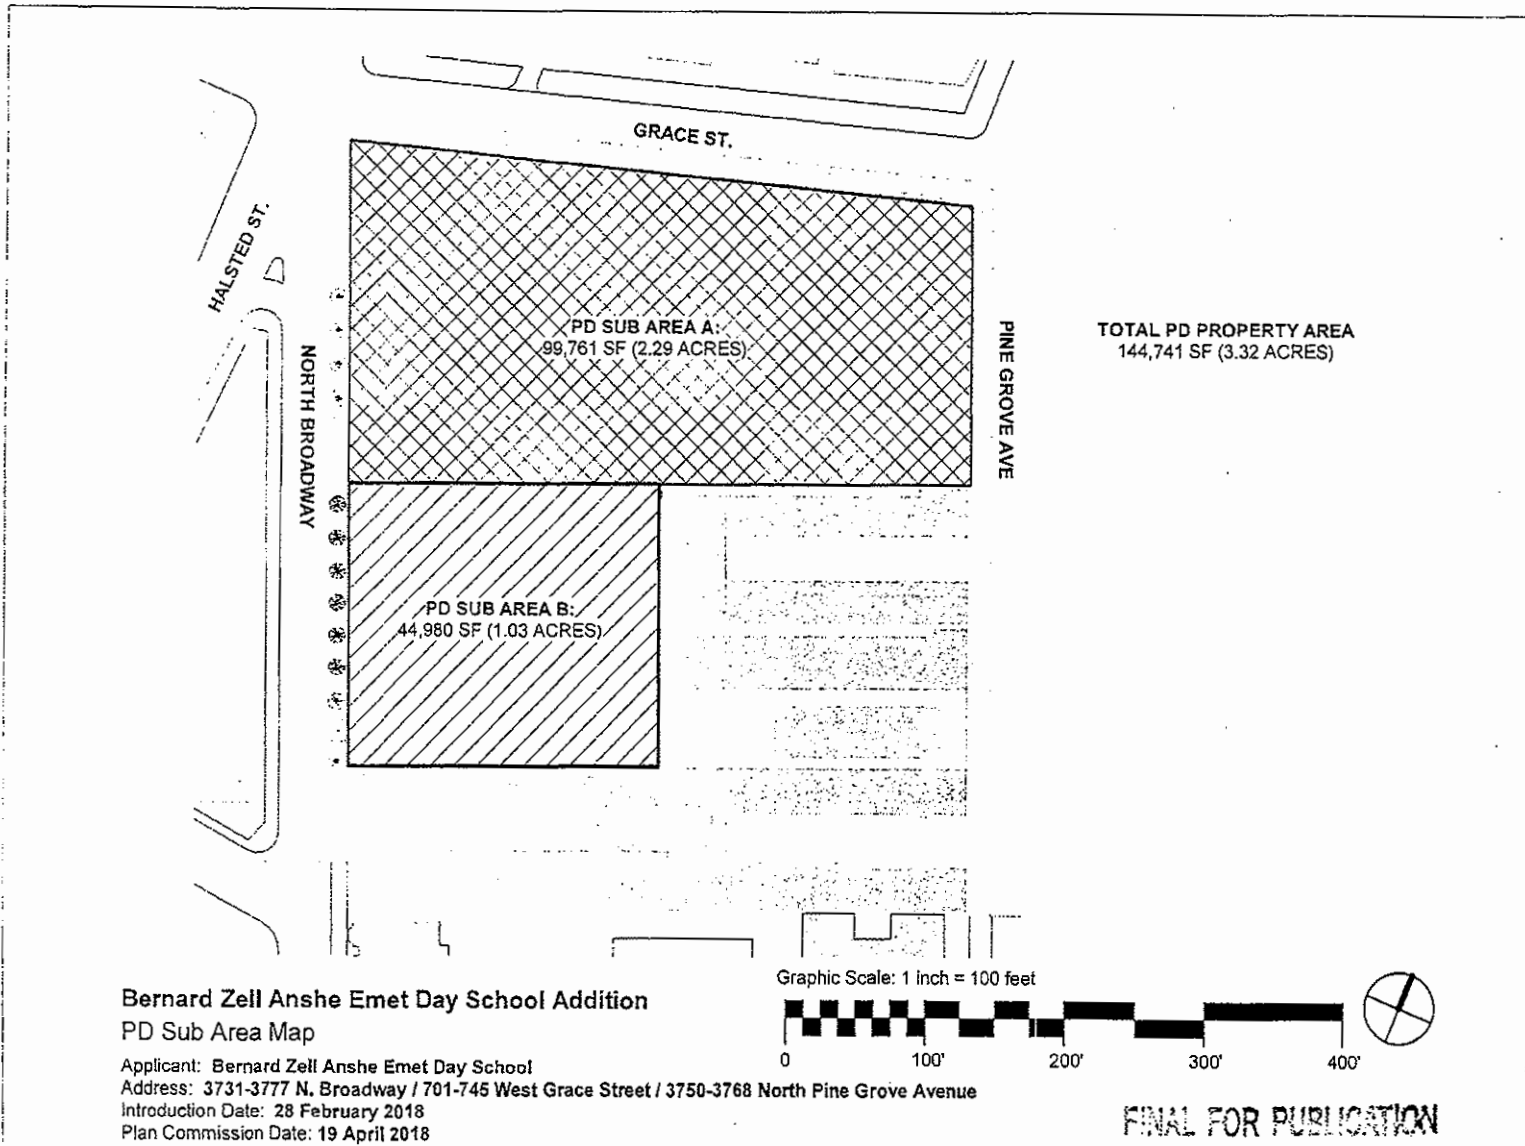 GRACE ST.
HALSTED ST.
NORTH BROADWAY
PD SUB AREA A:
99,761 SF (2.29 ACRES)
PINE GROVE AVE
TOTAL PD PROPERTY AREA
144,741 SF (3.32 ACRES)
PD SUB AREA B:
44,980 SF (1.03 ACRES)
Graphic Scale: 1 inch = 100 feet
0 100' 200' 300' 400'
Bernard Zell Anshe Emet Day School Addition
PD Sub Area Map
Applicant: Bernard Zell Anshe Emet Day School
Address: 3731-3777 N. Broadway / 701-745 West Grace Street / 3750-3768 North Pine Grove Avenue
Introduction Date: 28 February 2018
Plan Commission Date: 19 April 2018
FINAL FOR PUBLICATION